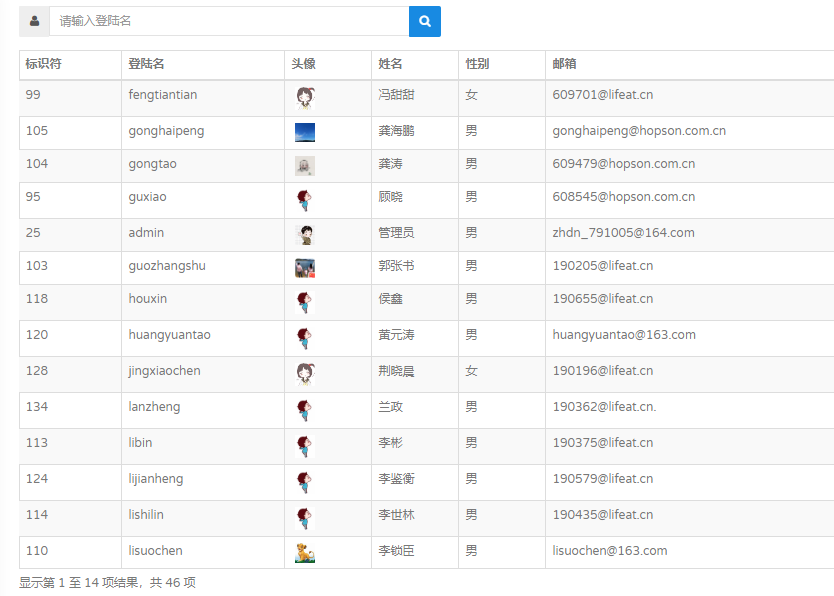 请输入登陆名
标识符 登陆名 头像 姓名 性别 邮箱
99 fengtiantian 冯甜甜 女 609701@lifeat.cn
105 gonghaipeng 龚海鹏 男 gonghaipeng@hopson.com.cn
104 gongtao 龚涛 男 609479@hopson.com.cn
95 guxiao 顾晓 男 608545@hopson.com.cn
25 admin 管理员 男 zhdn_791005@164.com
103 guozhangshu 郭张书 男 190205@lifeat.cn
118 houxin 侯鑫 男 190655@lifeat.cn
120 huangyuantao 黄元涛 男 huangyuantao@163.com
128 jingxiaochen 荆晓晨 女 190196@lifeat.cn
134 lanzheng 兰政 男 190362@lifeat.cn.
113 libin 李彬 男 190375@lifeat.cn
124 lijianheng 李鉴衡 男 190579@lifeat.cn
114 lishilin 李世林 男 190435@lifeat.cn
110 lisuochen 李锁臣 男 lisuochen@163.com
显示第 1 至 14 项结果，共 46 项